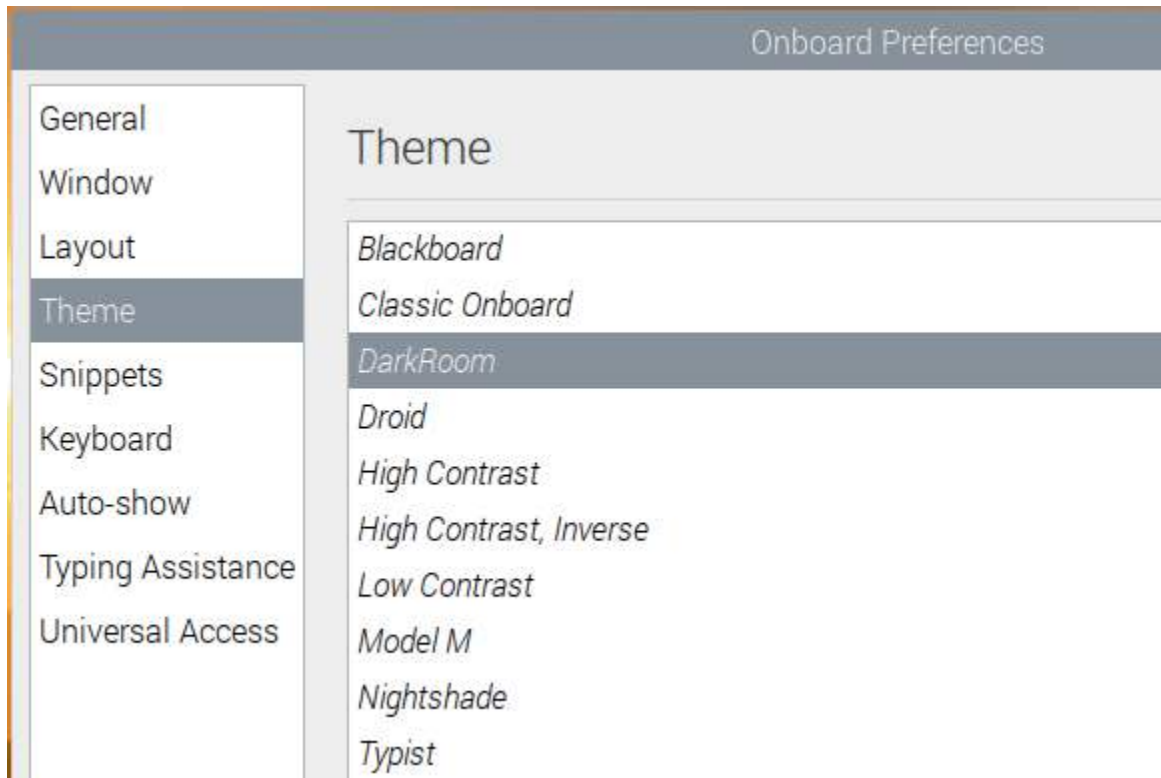 Onboard Preferences
General
Window
Layout
Theme
Snippets
Keyboard
Auto-show
Typing Assistance
Universal Access
Theme
Blackboard
Classic Onboard
DarkRoom
Droid
High Contrast
High Contrast, Inverse
Low Contrast
Model M
Nightshade
Typist